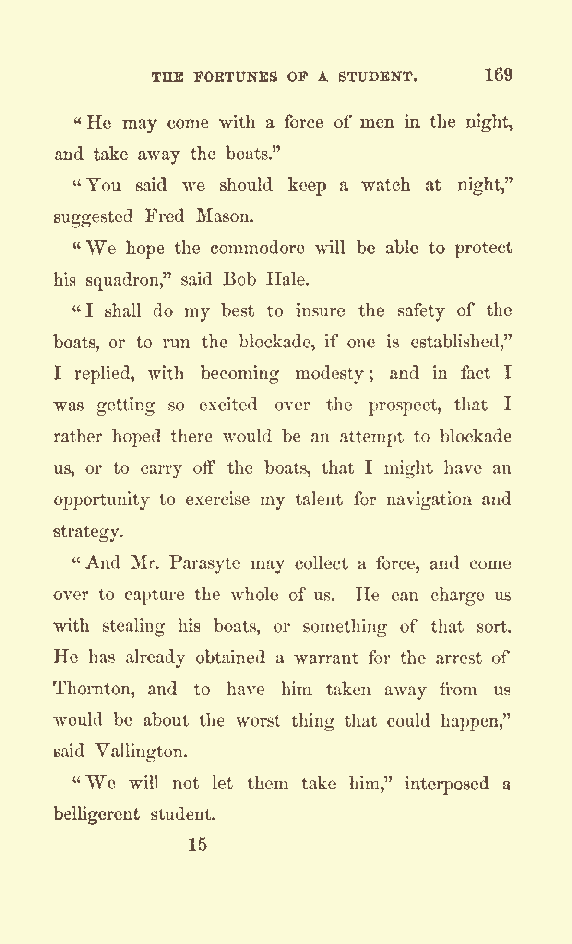 THE FORTUNES OF A STUDENT. 169
“He may come with a force of men in the night,
and take away the boats.”
“You said we should keep a watch at night,”
suggested Fred Mason.
“We hope the commodore will be able to protect
his squadron,” said Bob Hale.
“I shall do my best to insure the safety of the
boats, or to run the blockade, if one is established,”
I replied, with becoming modesty; and in fact I
was getting so excited over the prospect, that I
rather hoped there would be an attempt to blockade
us, or to carry off the boats, that I might have an
opportunity to exercise my talent for navigation and
strategy.
“And Mr. Parasyte may collect a force, and come
over to capture the whole of us. He can charge us
with stealing his boats, or something of that sort.
He has already obtained a warrant for the arrest of
Thornton, and to have him taken away from us
would be about the worst thing that could happen,”
said Vallington.
“We will not let them take him,” interposed a
belligerent student.
15